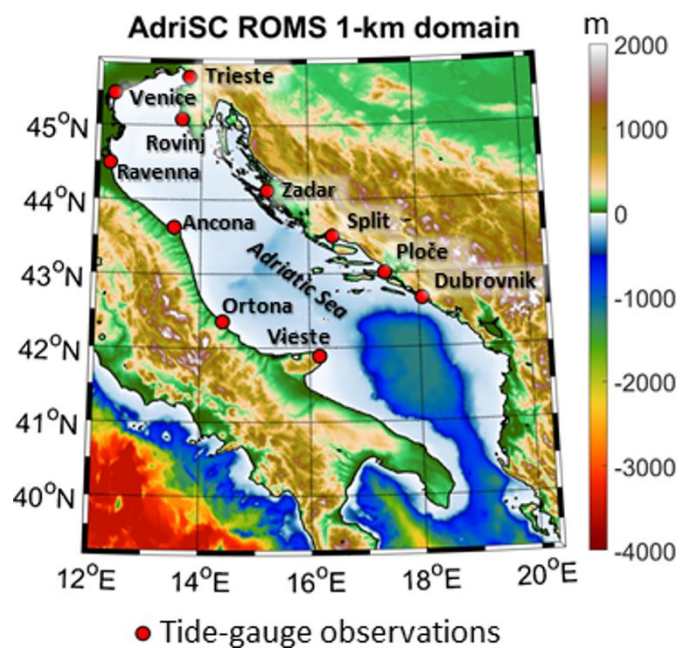 AdriSC ROMS 1-km domain
m
2000
1000
0
-1000
-2000
-3000
-4000
45°N
44°N
43°N
42°N
41°N
40°N
Trieste
Venice
Rovinj
Ravenna
Zadar
Ancona
Split
Ploče
Adriatic Sea
Dubrovnik
Ortona
Vieste
12°E
14°E
16°E
18°E
20°E
Tide-gauge observations